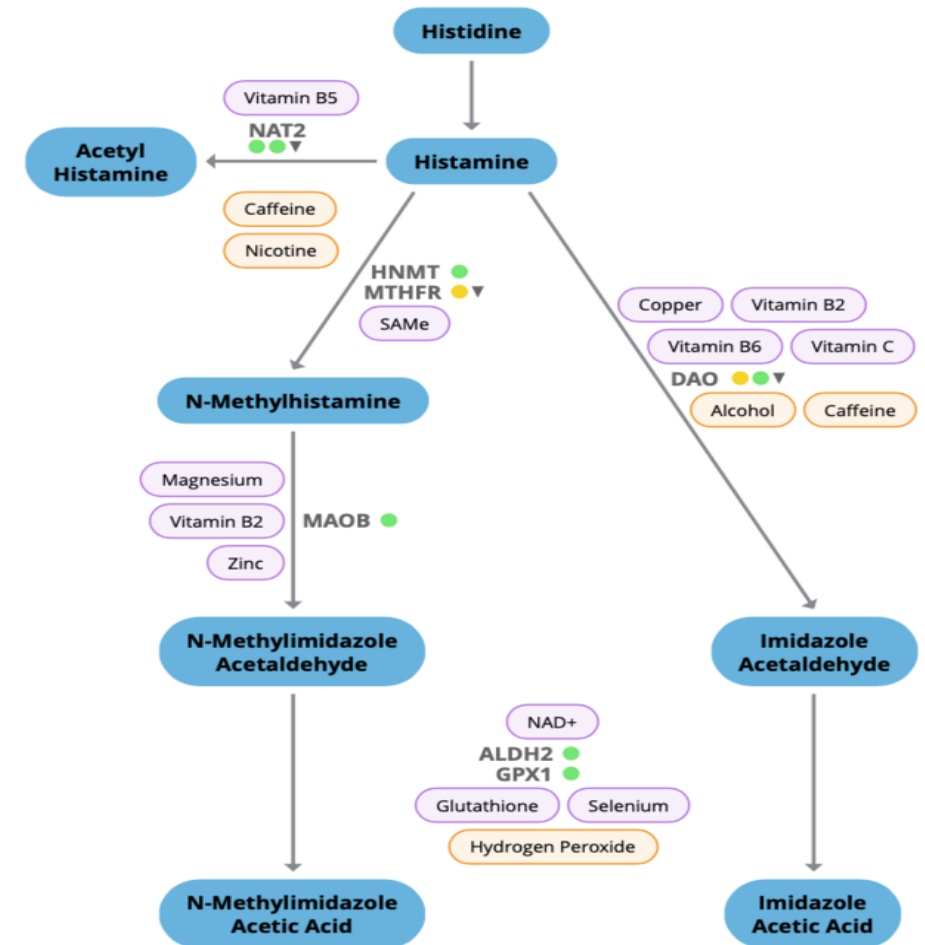 Histidine
Vitamin B5
NAT2
Acetyl
Histamine
Histamine
Caffeine
Nicotine
HNMT
MTHFR
SAMe
Copper
Vitamin B2
Vitamin B6
Vitamin C
DAO
Alcohol
Caffeine
N-Methylhistamine
Magnesium
Vitamin B2
MAOB
Zinc
N-Methylimidazole
Acetaldehyde
Imidazole
Acetaldehyde
NAD+
ALDH2
GPX1
Glutathione
Selenium
Hydrogen Peroxide
N-Methylimidazole
Acetic Acid
Imidazole
Acetic Acid